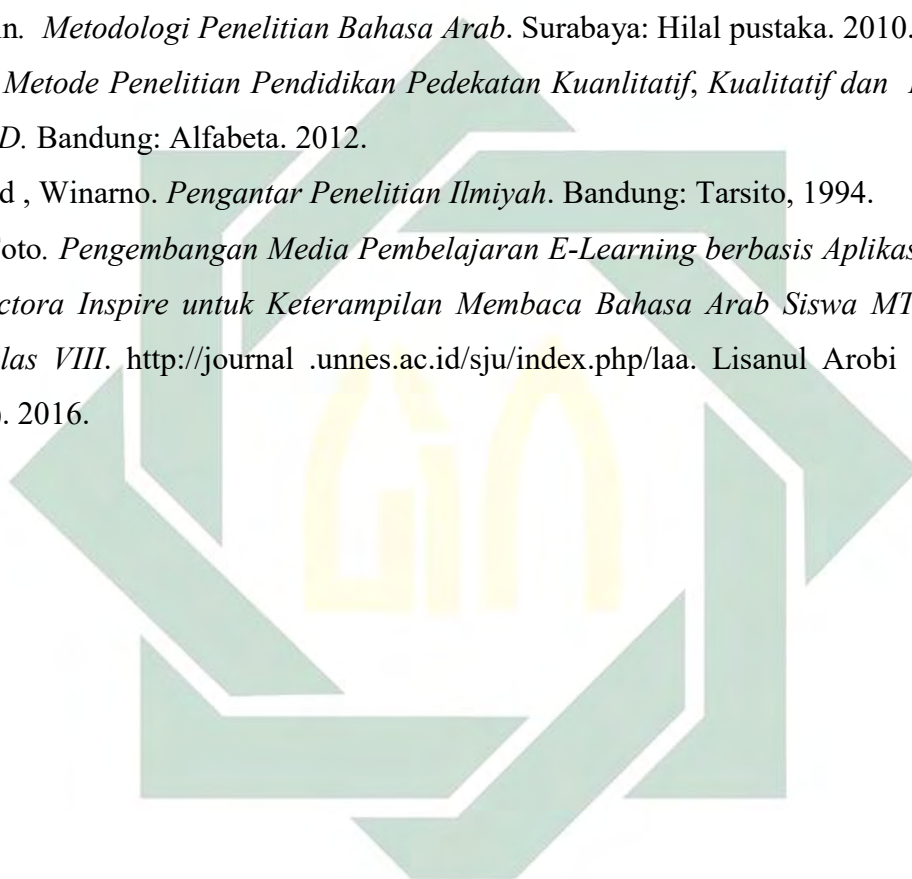 in. Metodologi Penelitian Bahasa Arab. Surabaya: Hilal pustaka. 2010.
Metode Penelitian Pendidikan Pedekatan Kuanlitatif, Kualitatif dan
D. Bandung: Alfabeta. 2012.
d , Winarno. Pengantar Penelitian Ilmiyah. Bandung: Tarsito, 1994.
oto. Pengembangan Media Pembelajaran E-Learning berbasis Aplikas
ctora Inspire untuk Keterampilan Membaca Bahasa Arab Siswa MT
las VIII. http://journal .unnes.ac.id/sju/index.php/laa. Lisanul Arobi
). 2016.